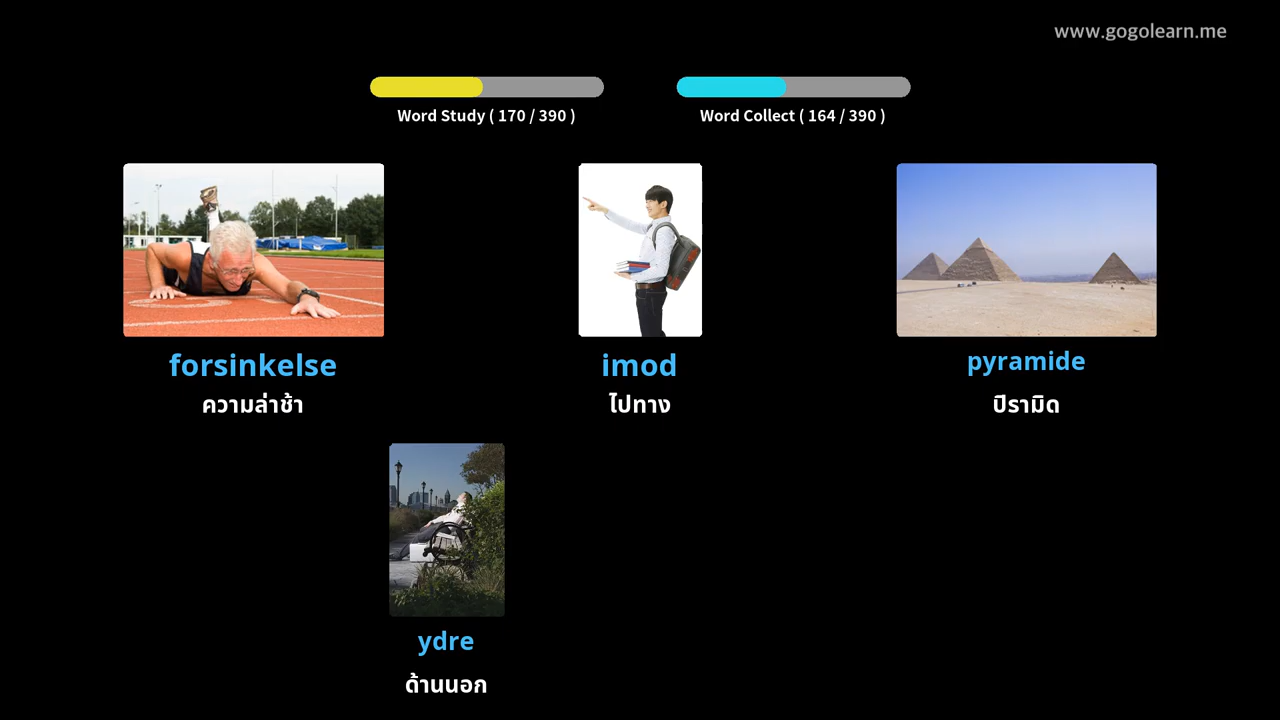 www.gogolearn.me
Word Study ( 170 / 390 )
Word Collect ( 164 / 390 )
forsinkelse
ความล่าช้า
imod
ไปทาง
pyramide
ปิรามิด
ydre
ด้านนอก